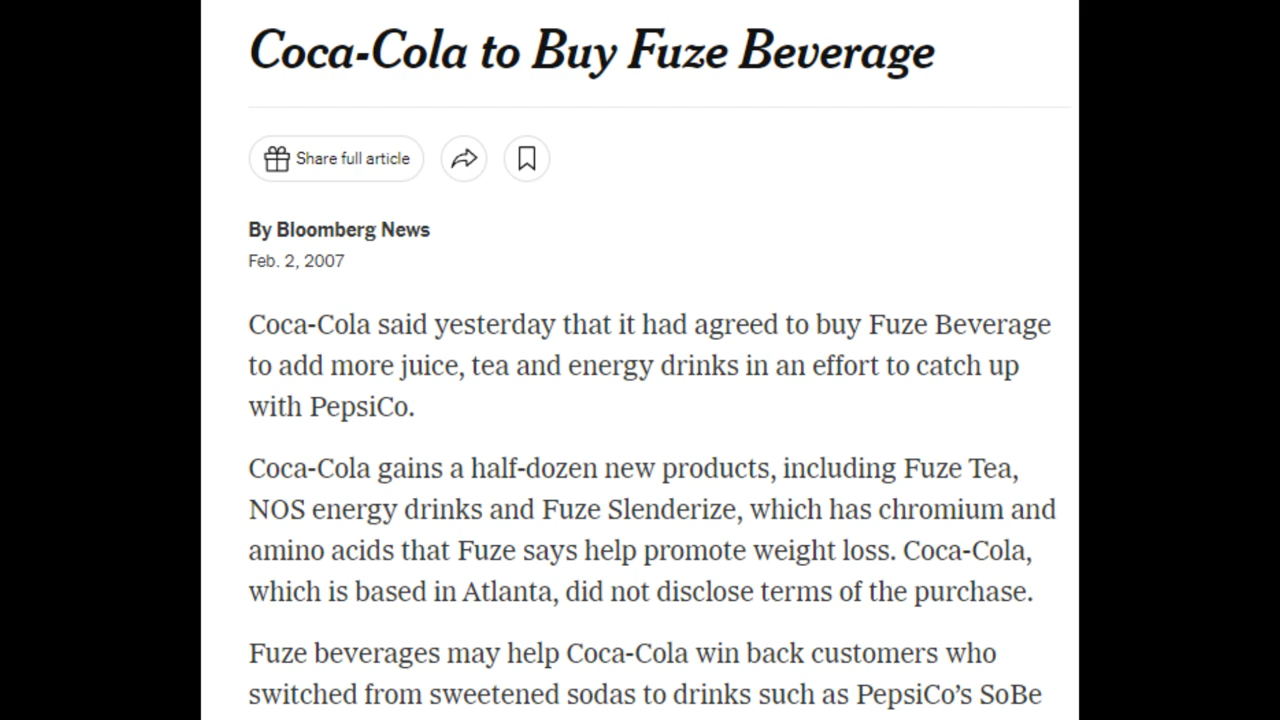 Coca-Cola to Buy Fuze Beverage
Share full article
By Bloomberg News
Feb. 2, 2007
Coca-Cola said yesterday that it had agreed to buy Fuze Beverage
to add more juice, tea and energy drinks in an effort to catch up
with PepsiCo.
Coca-Cola gains a half-dozen new products, including Fuze Tea,
NOS energy drinks and Fuze Slenderize, which has chromium and
amino acids that Fuze says help promote weight loss. Coca-Cola,
which is based in Atlanta, did not disclose terms of the purchase.
Fuze beverages may help Coca-Cola win back customers who
switched from sweetened sodas to drinks such as PepsiCo’s SoBe